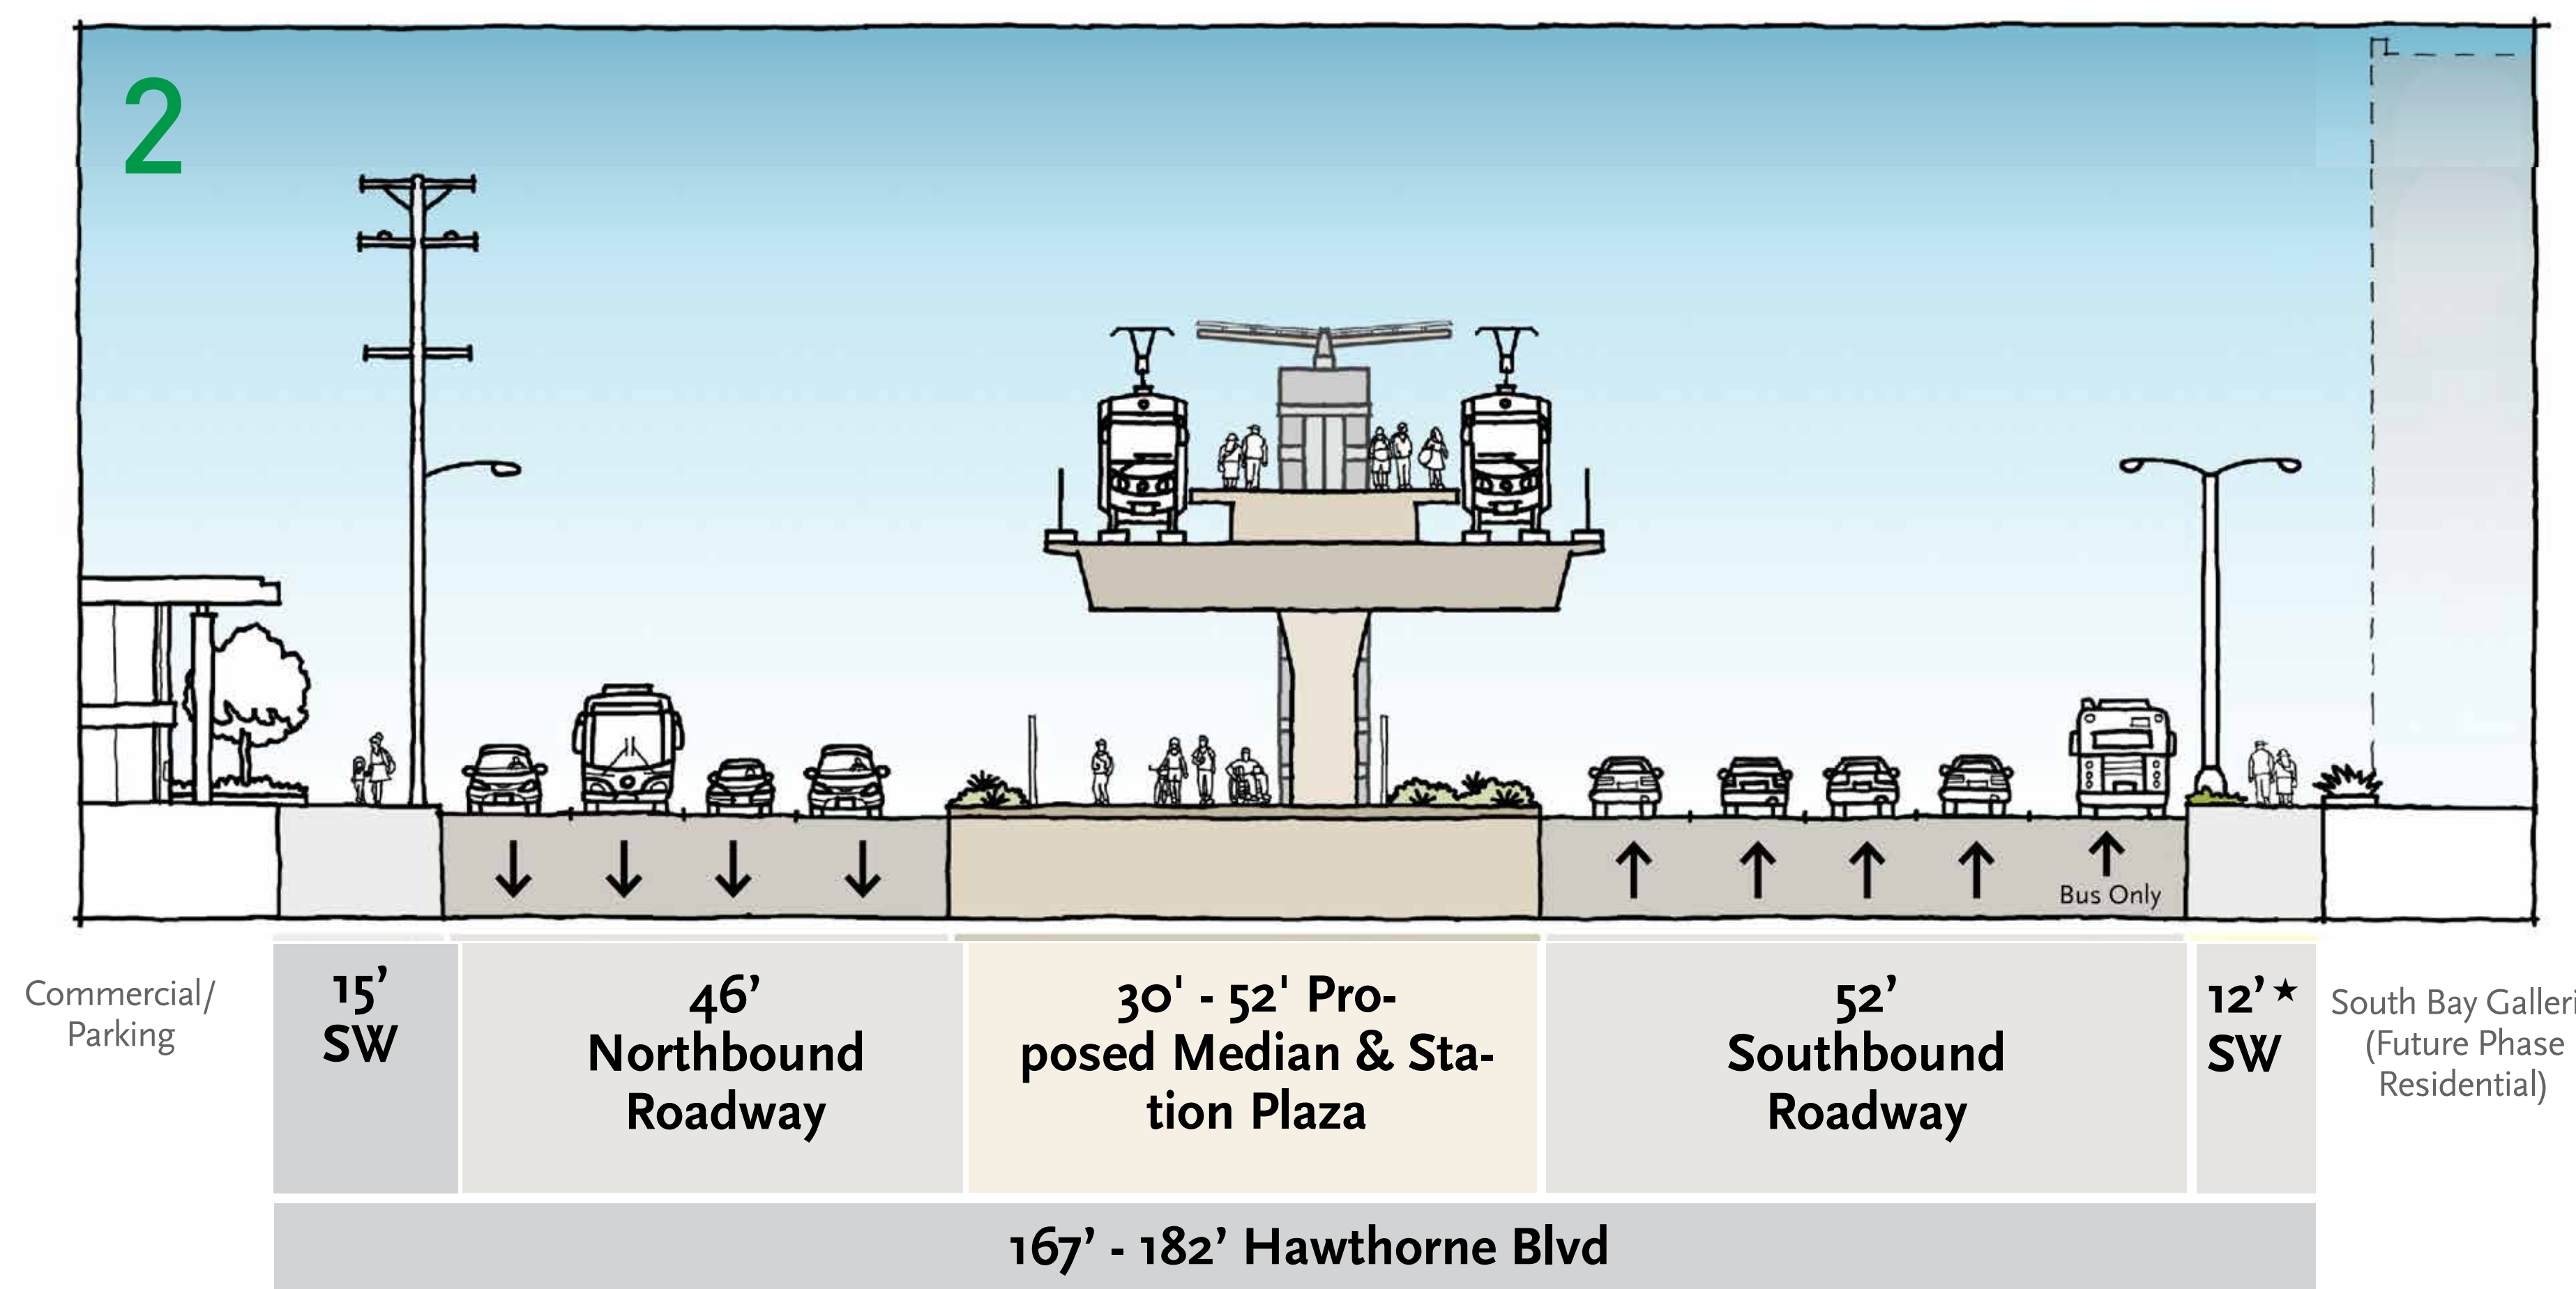 2
Bus Only
Commercial/
Parking
15’
SW
46’
Northbound
Roadway
30' - 52' Pro-
posed Median & Sta-
tion Plaza
52’
Southbound
Roadway
12’★
SW
South Bay Galleri
(Future Phase
Residential)
167’ - 182’ Hawthorne Blvd